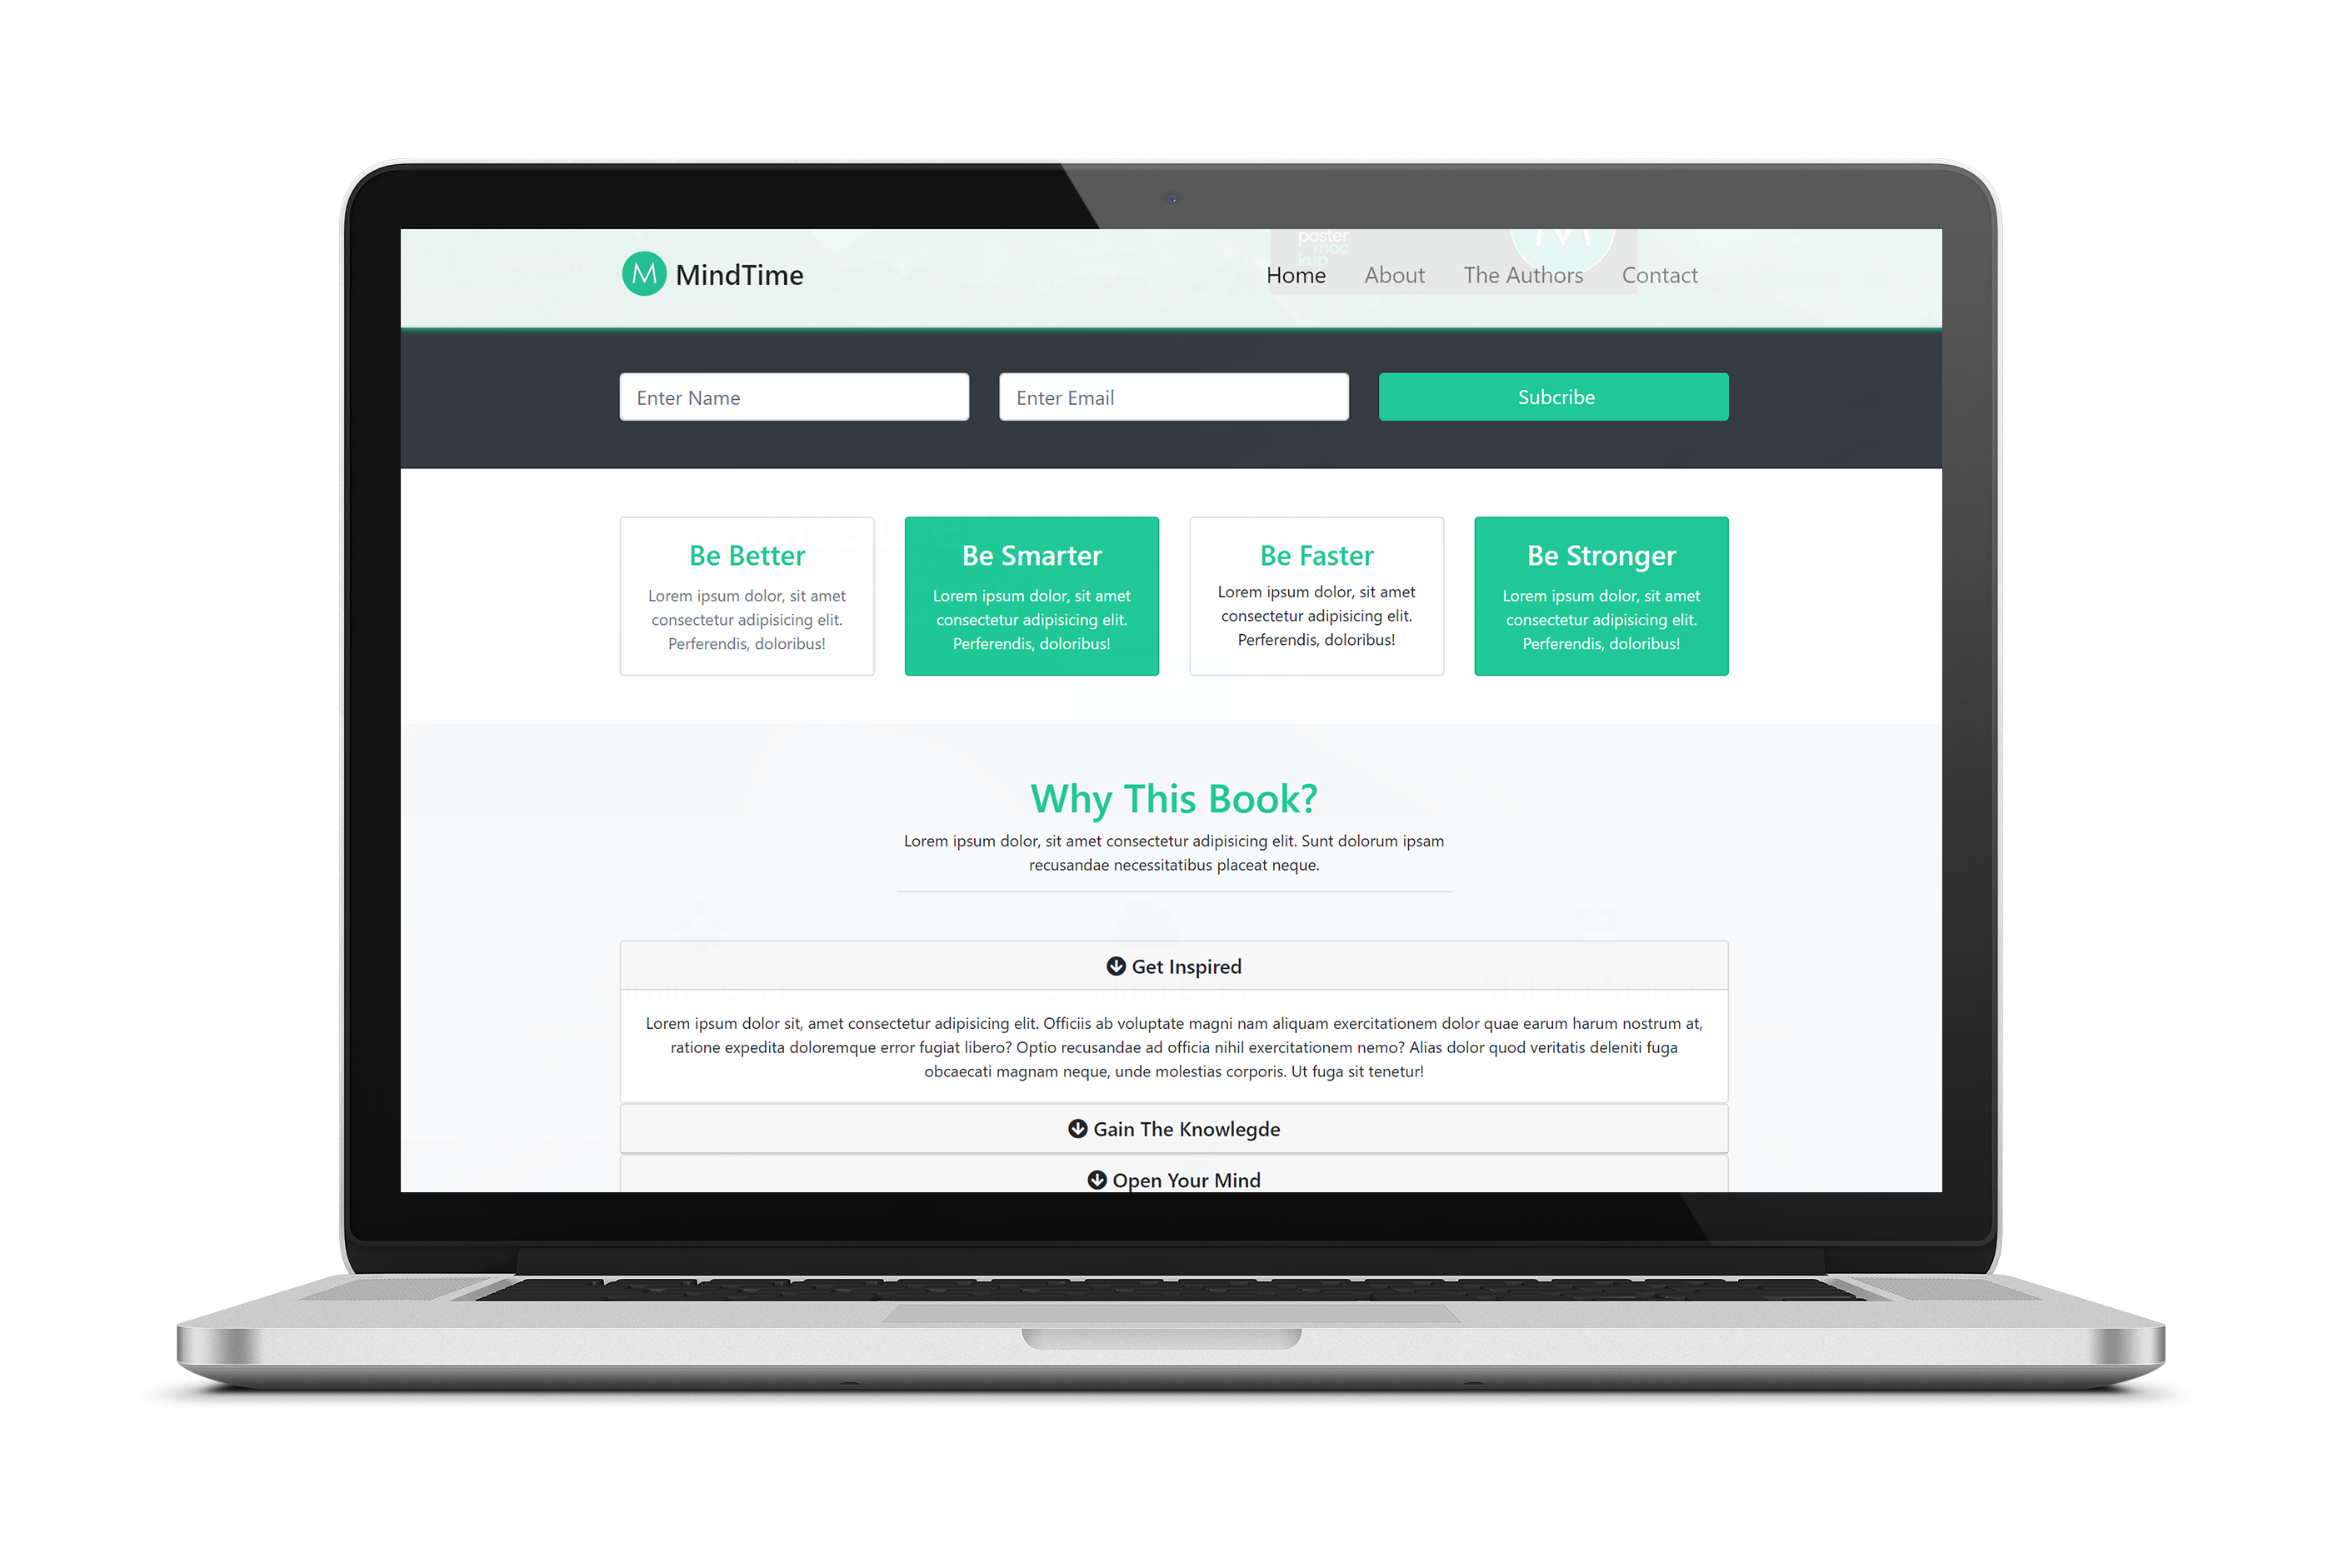 poster
moc
kup
M
M MindTime
Home About The Authors Contact
Enter Name Enter Email Subcribe
Be Better
Lorem ipsum dolor, sit amet
consectetur adipisicing elit.
Perferendis, doloribus!
Be Smarter
Lorem ipsum dolor, sit amet
consectetur adipisicing elit.
Perferendis, doloribus!
Be Faster
Lorem ipsum dolor, sit amet
consectetur adipisicing elit.
Perferendis, doloribus!
Be Stronger
Lorem ipsum dolor, sit amet
consectetur adipisicing elit.
Perferendis, doloribus!
Why This Book?
Lorem ipsum dolor, sit amet consectetur adipisicing elit. Sunt dolorum ipsam
recusandae necessitatibus placeat neque.
Get Inspired
Lorem ipsum dolor sit, amet consectetur adipisicing elit. Officiis ab voluptate magni nam aliquam exercitationem dolor quae earum harum nostrum at,
ratione expedita doloremque error fugiat libero? Optio recusandae ad officia nihil exercitationem nemo? Alias dolor quod veritatis deleniti fuga
obcaecati magnam neque, unde molestias corporis. Ut fuga sit tenetur!
Gain The Knowlegde
Open Your Mind